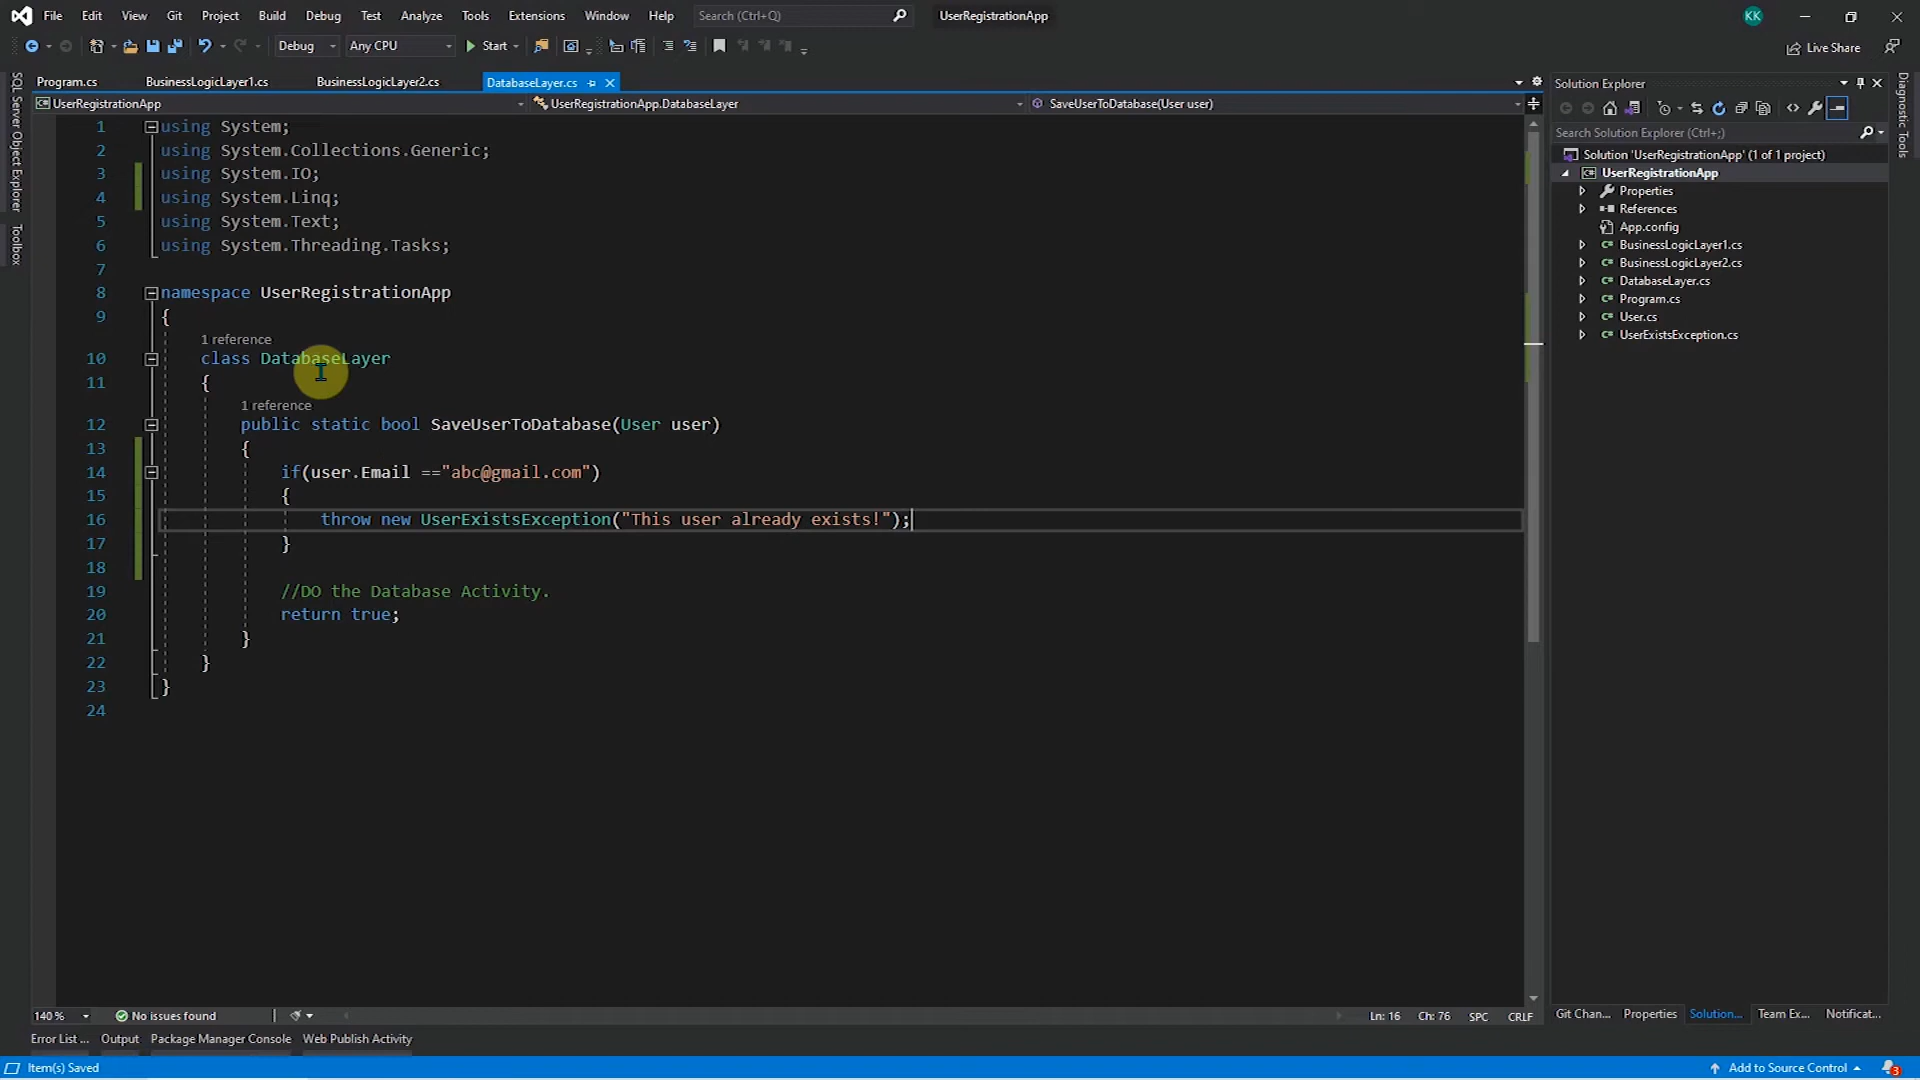 File Edit View Git Project Build Debug Test Analyze Tools Extensions Window Help Search (Ctrl+Q) UserRegistrationApp KK
Debug Any CPU Start Live Share
Program.cs BusinessLogicLayer1.cs BusinessLogicLayer2.cs DatabaseLayer.cs
UserRegistrationApp UserRegistrationApp.DatabaseLayer SaveUserToDatabase(User user)
SQL Server Object Explorer
Toolbox
1 using System;
2 using System.Collections.Generic;
3 using System.IO;
4 using System.Linq;
5 using System.Text;
6 using System.Threading.Tasks;
7
8 namespace UserRegistrationApp
9 {
1 reference
10 class DatabaseLayer
11 {
1 reference
12 public static bool SaveUserToDatabase(User user)
13 {
14 if(user.Email =="abc@gmail.com")
15 {
16 throw new UserExistsException("This user already exists!");
17 }
18
19 //DO the Database Activity.
20 return true;
21 }
22 }
23 }
24
140 % No issues found Ln: 16 Ch: 76 SPC CRLF
Error List ... Output Package Manager Console Web Publish Activity
Solution Explorer
Search Solution Explorer (Ctrl+;)
Solution 'UserRegistrationApp' (1 of 1 project)
UserRegistrationApp
Properties
References
App.config
BusinessLogicLayer1.cs
BusinessLogicLayer2.cs
DatabaseLayer.cs
Program.cs
User.cs
UserExistsException.cs
Git Chan... Properties Solution... Team Ex... Notificat...
Diagnostic Tools
Item(s) Saved Add to Source Control 3